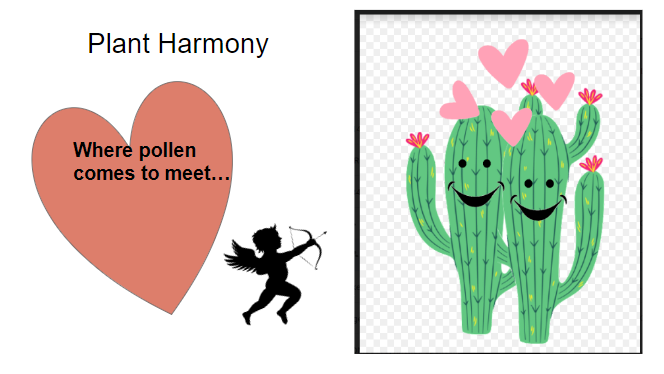 Plant Harmony
Where pollen
comes to meet…